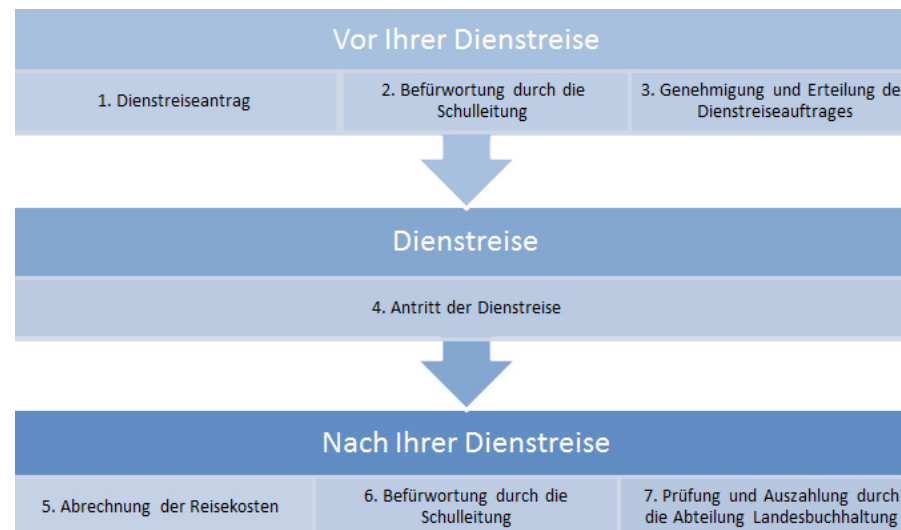 Vor Ihrer Dienstreise
1. Dienstreiseantrag
2. Befürwortung durch die
Schulleitung
3. Genehmigung und Erteilung de
Dienstreiseauftrages
Dienstreise
4. Antritt der Dienstreise
Nach Ihrer Dienstreise
5. Abrechnung der Reisekosten
6. Befürwortung durch die
Schulleitung
7. Prüfung und Auszahlung durch
die Abteilung Landesbuchhaltung